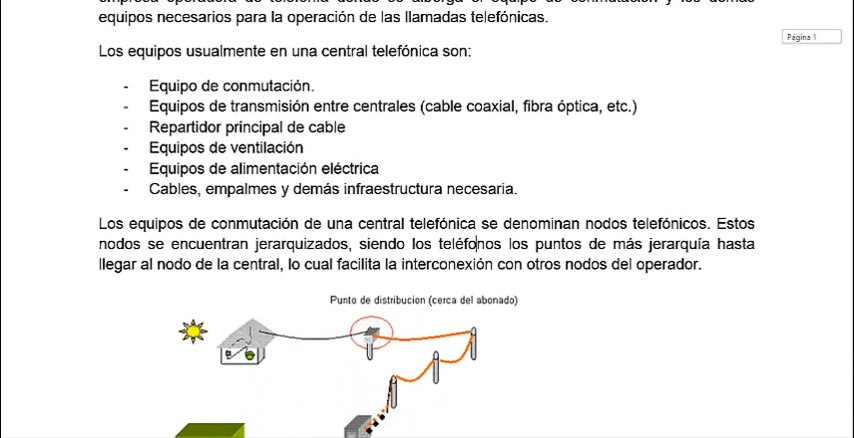 equipos necesarios para la operación de las llamadas telefónicas.
Página 1
Los equipos usualmente en una central telefónica son:
- Equipo de conmutación.
- Equipos de transmisión entre centrales (cable coaxial, fibra óptica, etc.)
- Repartidor principal de cable
- Equipos de ventilación
- Equipos de alimentación eléctrica
- Cables, empalmes y demás infraestructura necesaria.
Los equipos de conmutación de una central telefónica se denominan nodos telefónicos. Estos
nodos se encuentran jerarquizados, siendo los teléfonos los puntos de más jerarquía hasta
llegar al nodo de la central, lo cual facilita la interconexión con otros nodos del operador.
Punto de distribucion (cerca del abonado)